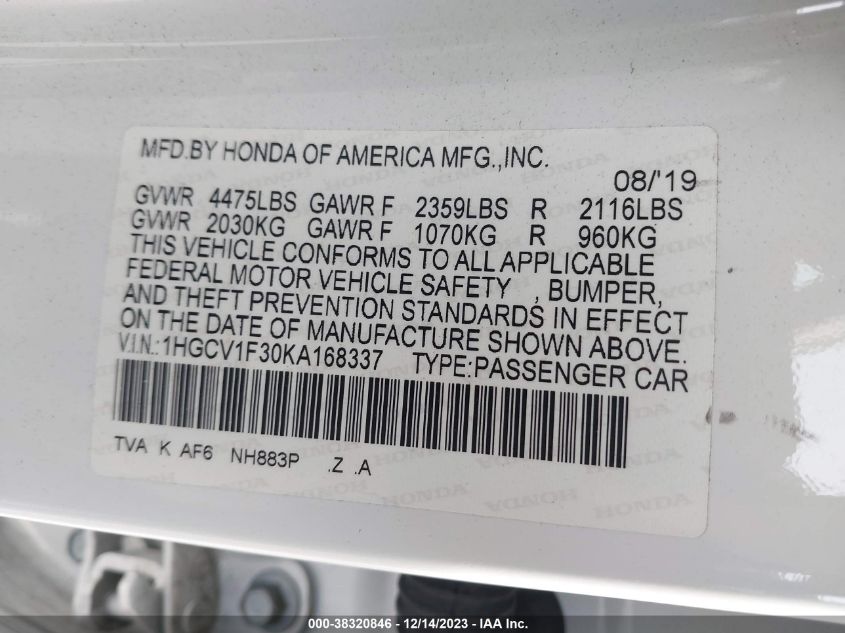 MFD.BY HONDA OF AMERICA MFG.,INC.
08/'19
GVWR 4475LBS GAWR F 2359LBS R 2116LBS
GVWR 2030KG GAWR F 1070KG R 960KG
THIS VEHICLE CONFORMS TO ALL APPLICABLE
FEDERAL MOTOR VEHICLE SAFETY , BUMPER,
AND THEFT PREVENTION STANDARDS IN EFFECT
ON THE DATE OF MANUFACTURE SHOWN ABOVE.
V.I.N.:1HGCV1F30KA168337 TYPE:PASSENGER CAR
TVA K AF6 NH883P .Z .A
000-38320846 - 12/14/2023 - IAA Inc.